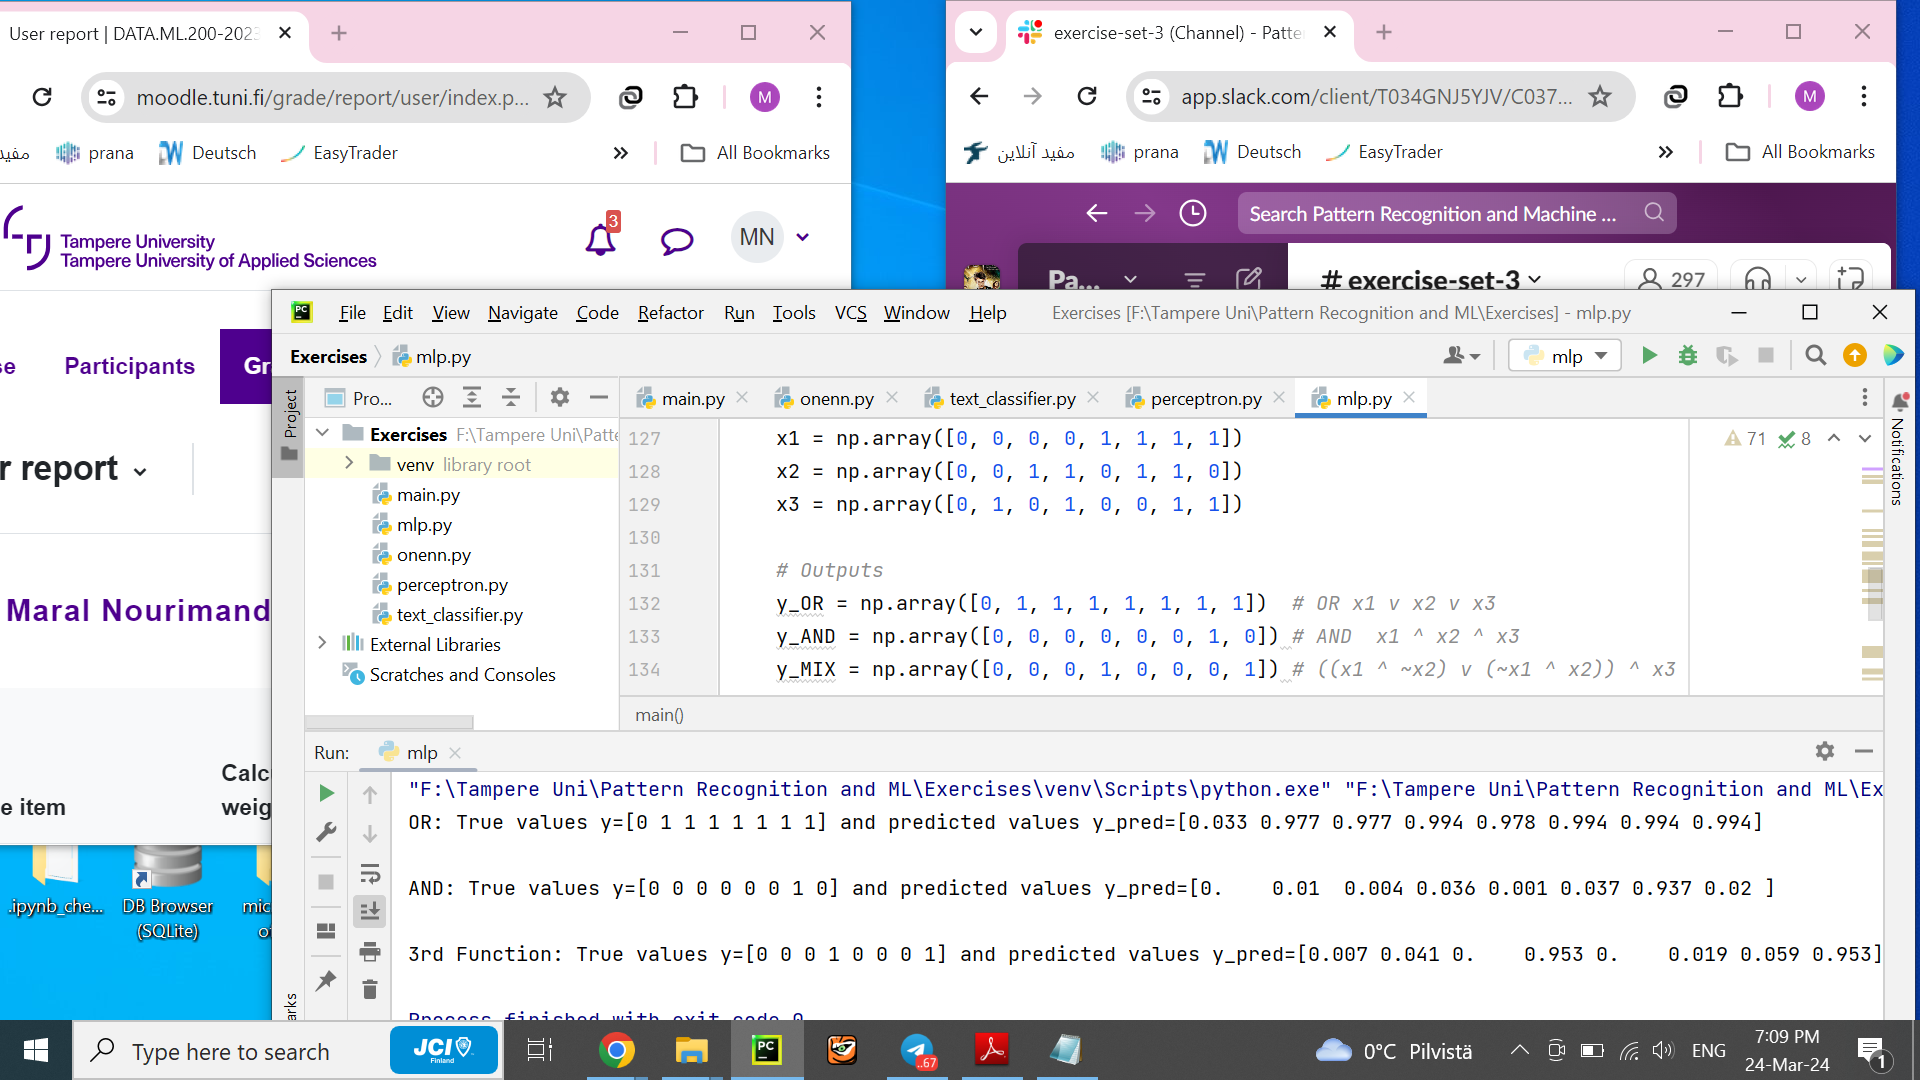 User report | DATA.ML.200-2023
moodle.tuni.fi/grade/report/user/index.p...
M
مفید
prana
Deutsch
EasyTrader
»
All Bookmarks
Tampere University
Tampere University of Applied Sciences
3
MN
se
Participants
Gr
r report
Maral Nourimand
Calc
e item
weig
exercise-set-3 (Channel) - Patte
app.slack.com/client/T034GNJ5YJV/C037...
M
مفید آنلاین
prana
Deutsch
EasyTrader
»
All Bookmarks
Search Pattern Recognition and Machine ...
Pa...
# exercise-set-3
297
PC
File Edit View Navigate Code Refactor Run Tools VCS Window Help
Exercises [F:\Tampere Uni\Pattern Recognition and ML\Exercises] - mlp.py
Exercises
mlp.py
mlp
Project
Pro...
main.py
onenn.py
text_classifier.py
perceptron.py
mlp.py
Notifications
Exercises F:\Tampere Uni\Patte
venv library root
main.py
mlp.py
onenn.py
perceptron.py
text_classifier.py
External Libraries
Scratches and Consoles
71
8
127 x1 = np.array([0, 0, 0, 0, 1, 1, 1, 1])
128 x2 = np.array([0, 0, 1, 1, 0, 1, 1, 0])
129 x3 = np.array([0, 1, 0, 1, 0, 0, 1, 1])
130
131 # Outputs
132 y_OR = np.array([0, 1, 1, 1, 1, 1, 1, 1]) # OR x1 v x2 v x3
133 y_AND = np.array([0, 0, 0, 0, 0, 0, 1, 0]) # AND x1 ^ x2 ^ x3
134 y_MIX = np.array([0, 0, 0, 1, 0, 0, 0, 1]) # ((x1 ^ ~x2) v (~x1 ^ x2)) ^ x3
main()
Run:
mlp
"F:\Tampere Uni\Pattern Recognition and ML\Exercises\venv\Scripts\python.exe" "F:\Tampere Uni\Pattern Recognition and ML\Ex
OR: True values y=[0 1 1 1 1 1 1 1] and predicted values y_pred=[0.033 0.977 0.977 0.994 0.978 0.994 0.994 0.994]
AND: True values y=[0 0 0 0 0 0 1 0] and predicted values y_pred=[0. 0.01 0.004 0.036 0.001 0.037 0.937 0.02 ]
3rd Function: True values y=[0 0 0 1 0 0 0 1] and predicted values y_pred=[0.007 0.041 0. 0.953 0. 0.019 0.059 0.953]
Process finished with exit code 0
arks
.ipynb_che...
DB Browser
(SQLite)
mic
of
Type here to search
JCI
Finland
PC
..67
0°C Pilvistä
ENG
7:09 PM
24-Mar-24
1